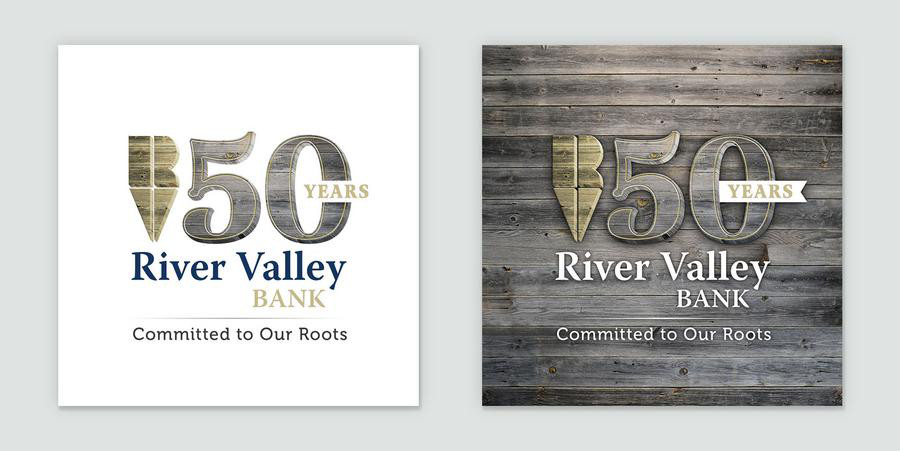 50
YEARS
River Valley
BANK
Committed to Our Roots
50
YEARS
River Valley
BANK
Committed to Our Roots